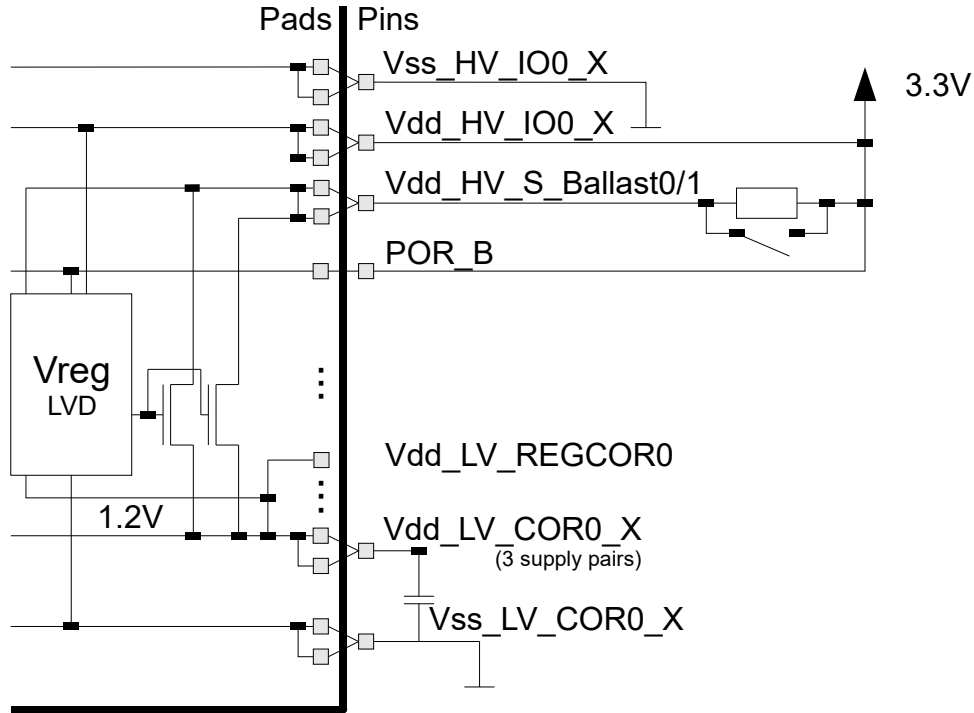 Pads Pins
Vss_HV_IO0_X
3.3V
Vdd_HV_IO0_X
Vdd_HV_S_Ballast0/1
POR_B
Vreg
LVD
Vdd_LV_REGCOR0
1.2V
Vdd_LV_COR0_X
(3 supply pairs)
Vss_LV_COR0_X